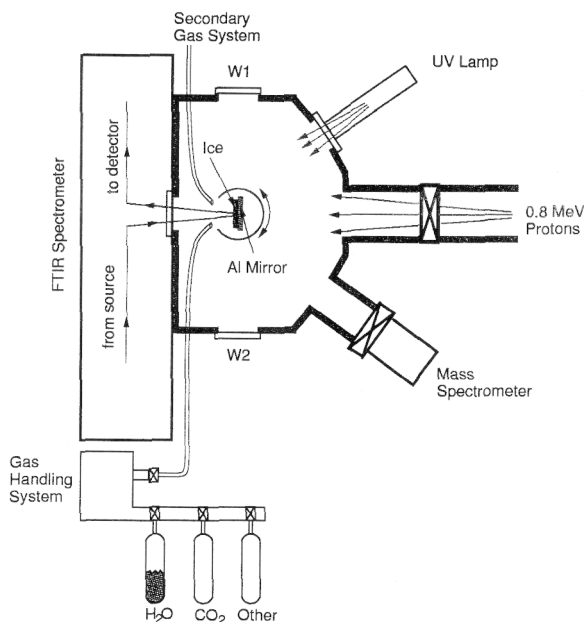 Secondary
Gas System
W1
UV Lamp
Ice
to detector
FTIR Spectrometer
0.8 MeV
Protons
Al Mirror
from source
W2
Mass
Spectrometer
Gas
Handling
System
H₂O
CO₂
Other